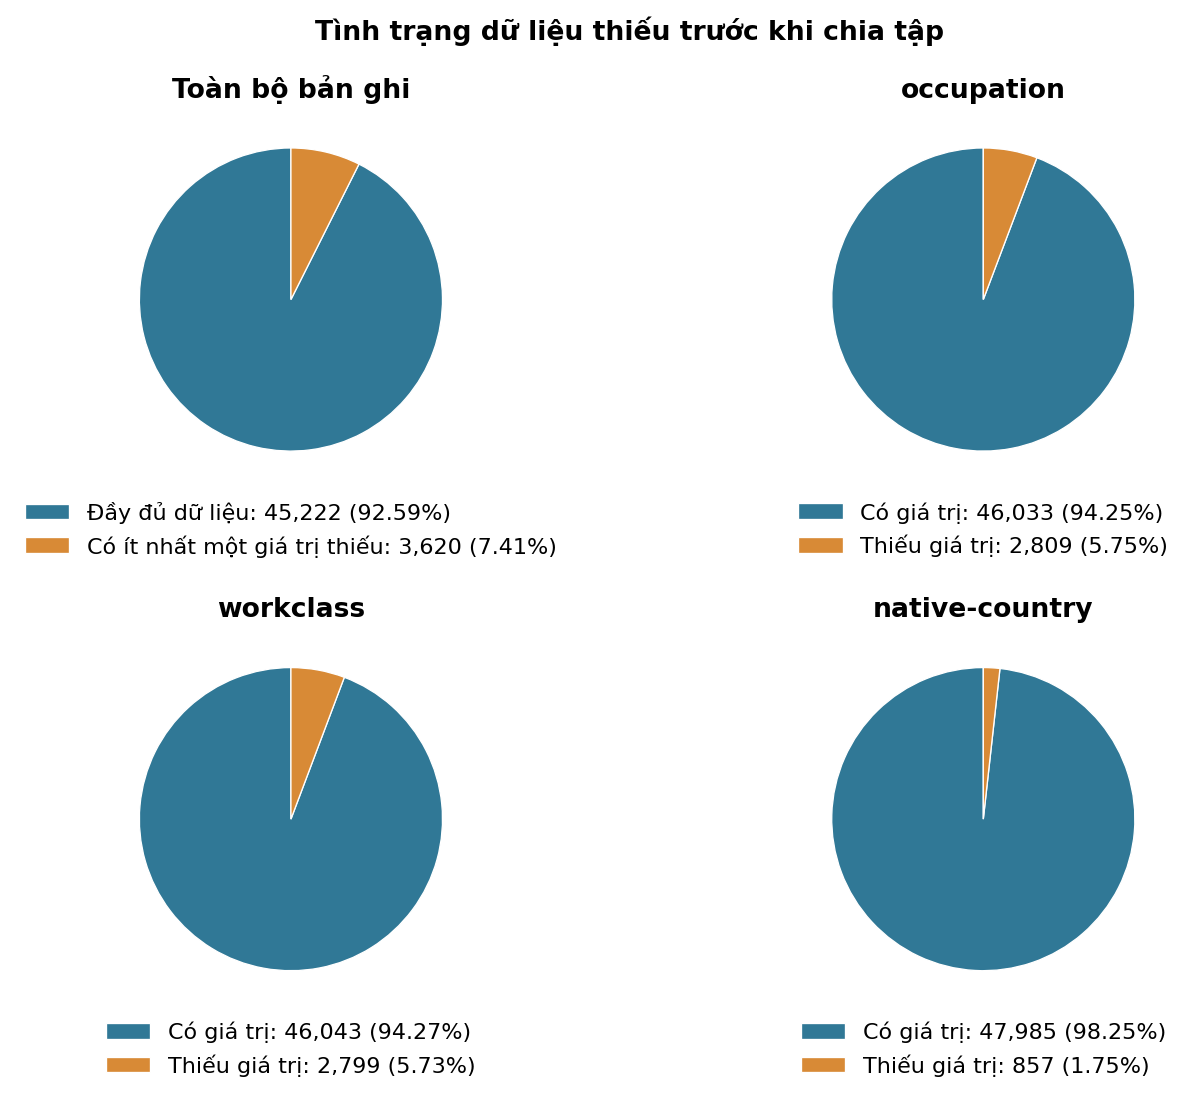 Tình trạng dữ liệu thiếu trước khi chia tập
Toàn bộ bản ghi
Đầy đủ dữ liệu: 45,222 (92.59%)
Có ít nhất một giá trị thiếu: 3,620 (7.41%)
occupation
Có giá trị: 46,033 (94.25%)
Thiếu giá trị: 2,809 (5.75%)
workclass
Có giá trị: 46,043 (94.27%)
Thiếu giá trị: 2,799 (5.73%)
native-country
Có giá trị: 47,985 (98.25%)
Thiếu giá trị: 857 (1.75%)